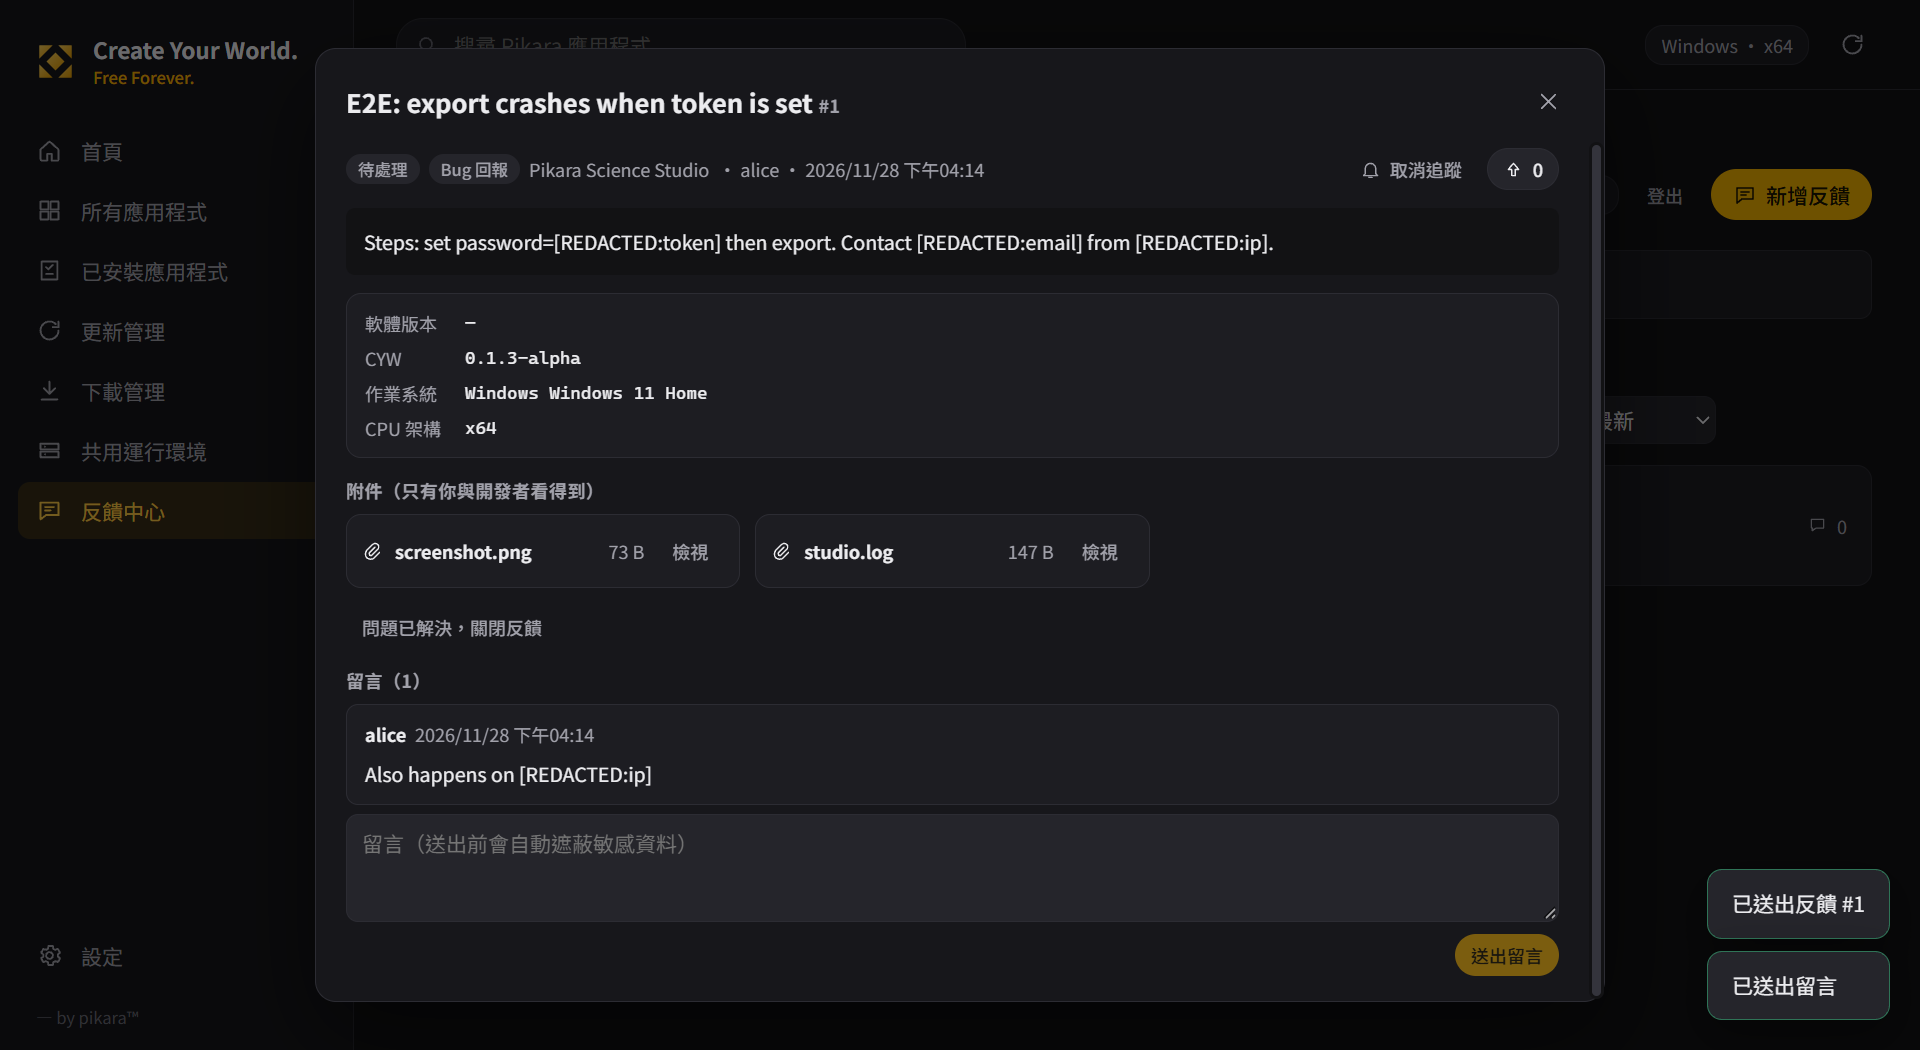 Create Your World.
Free Forever.
搜尋 Pikara 應用程式
Windows • x64
首頁
所有應用程式
已安裝應用程式
更新管理
下載管理
共用運行環境
反饋中心
設定
— by pikara™
登出
新增反饋
最新
0
E2E: export crashes when token is set #1
待處理 Bug 回報 Pikara Science Studio • alice • 2026/11/28 下午04:14
取消追蹤 0
Steps: set password=[REDACTED:token] then export. Contact [REDACTED:email] from [REDACTED:ip].
軟體版本 —
CYW 0.1.3-alpha
作業系統 Windows Windows 11 Home
CPU 架構 x64
附件（只有你與開發者看得到）
screenshot.png 73 B 檢視
studio.log 147 B 檢視
問題已解決，關閉反饋
留言（1）
alice 2026/11/28 下午04:14
Also happens on [REDACTED:ip]
留言（送出前會自動遮蔽敏感資料）
送出留言
已送出反饋 #1
已送出留言